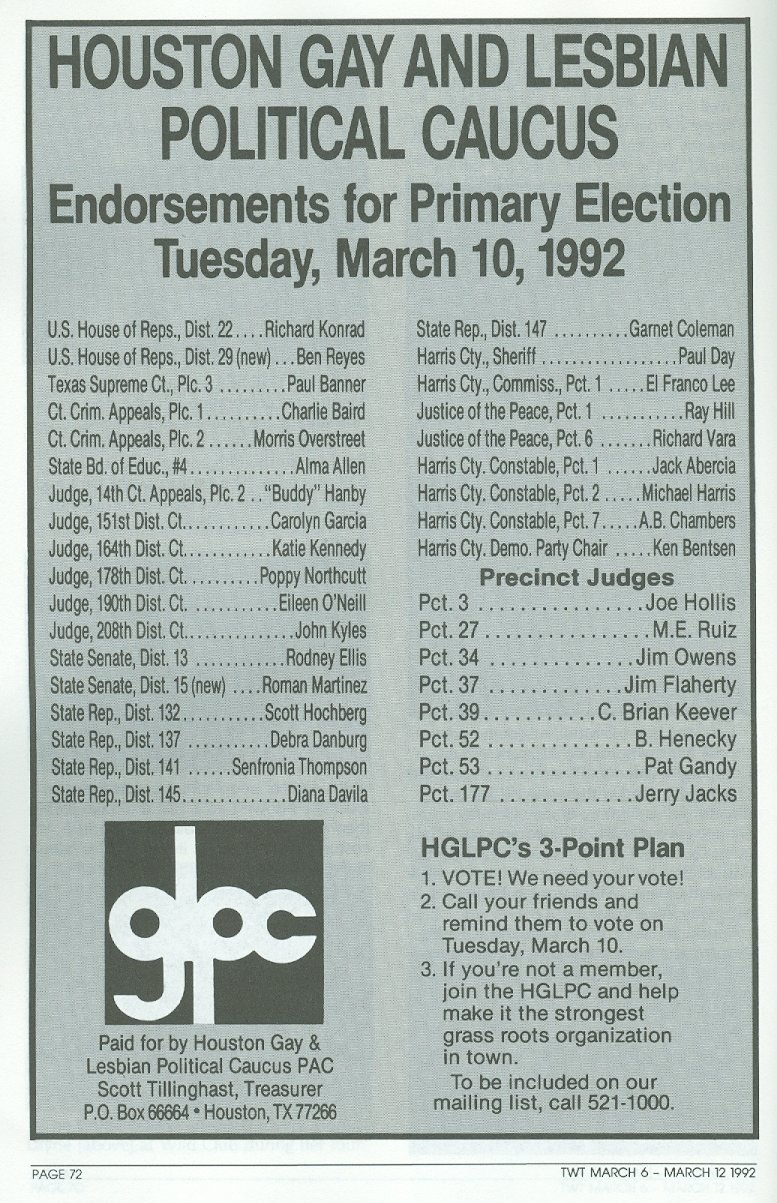 HOUSTON GAY AND LESBIAN
POLITICAL CAUCUS
Endorsements for Primary Election
Tuesday, March 10, 1992
U.S. House of Reps., Dist. 22....Richard Konrad
U.S. House of Reps., Dist. 29 (new) ...Ben Reyes
Texas Supreme Ct., Plc. 3 .........Paul Banner
Ct. Crim. Appeals, Plc. 1..........Charlie Baird
Ct. Crim. Appeals, Plc. 2 ......Morris Overstreet
State Bd. of Educ., #4..............Alma Allen
Judge, 14th Ct. Appeals, Plc. 2 .."Buddy" Hanby
Judge, 151st Dist. Ct...........Carolyn Garcia
Judge, 164th Dist. Ct...........Katie Kennedy
Judge, 178th Dist. Ct..........Poppy Northcutt
Judge, 190th Dist. Ct. ...........Eileen O'Neill
Judge, 208th Dist. Ct..............John Kyles
State Senate, Dist. 13 ............Rodney Ellis
State Senate, Dist. 15 (new) ....Roman Martinez
State Rep., Dist. 132...........Scott Hochberg
State Rep., Dist. 137 ...........Debra Danburg
State Rep., Dist. 141 ......Senfronia Thompson
State Rep., Dist. 145..............Diana Davila
glpc
Paid for by Houston Gay &
Lesbian Political Caucus PAC
Scott Tillinghast, Treasurer
P.O. Box 66664 • Houston, TX 77266
State Rep., Dist. 147 ..........Garnet Coleman
Harris Cty., Sheriff ..................Paul Day
Harris Cty., Commiss., Pct. 1 .....El Franco Lee
Justice of the Peace, Pct. 1 ...........Ray Hill
Justice of the Peace, Pct. 6 .......Richard Vara
Harris Cty. Constable, Pct. 1 ......Jack Abercia
Harris Cty. Constable, Pct. 2 .....Michael Harris
Harris Cty. Constable, Pct. 7.....A.B. Chambers
Harris Cty. Demo. Party Chair .....Ken Bentsen
Precinct Judges
Pct. 3 ................Joe Hollis
Pct. 27 ................M.E. Ruiz
Pct. 34 ..............Jim Owens
Pct. 37 .............Jim Flaherty
Pct. 39...........C. Brian Keever
Pct. 52 ..............B. Henecky
Pct. 53 ...............Pat Gandy
Pct. 177 .............Jerry Jacks
HGLPC's 3-Point Plan
1. VOTE! We need your vote!
2. Call your friends and
remind them to vote on
Tuesday, March 10.
3. If you're not a member,
join the HGLPC and help
make it the strongest
grass roots organization
in town.
To be included on our
mailing list, call 521-1000.
PAGE 72
TWT MARCH 6 – MARCH 12 1992